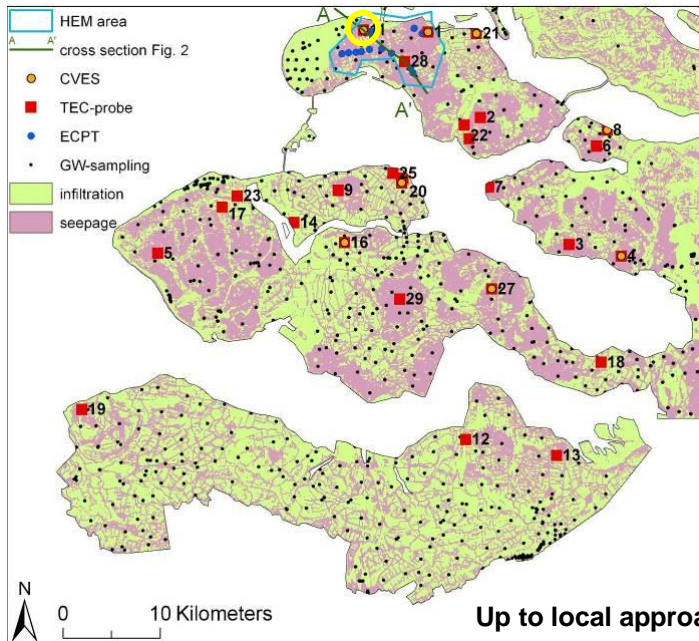 HEM area
A A'
cross section Fig. 2
CVES
TEC-probe
ECPT
GW-sampling
infiltration
seepage
A
1
21
28
A'
2
22
8
6
25
20
9
23
17
14
7
5
16
3
4
27
29
18
19
12
13
N
0 10 Kilometers
Up to local approa